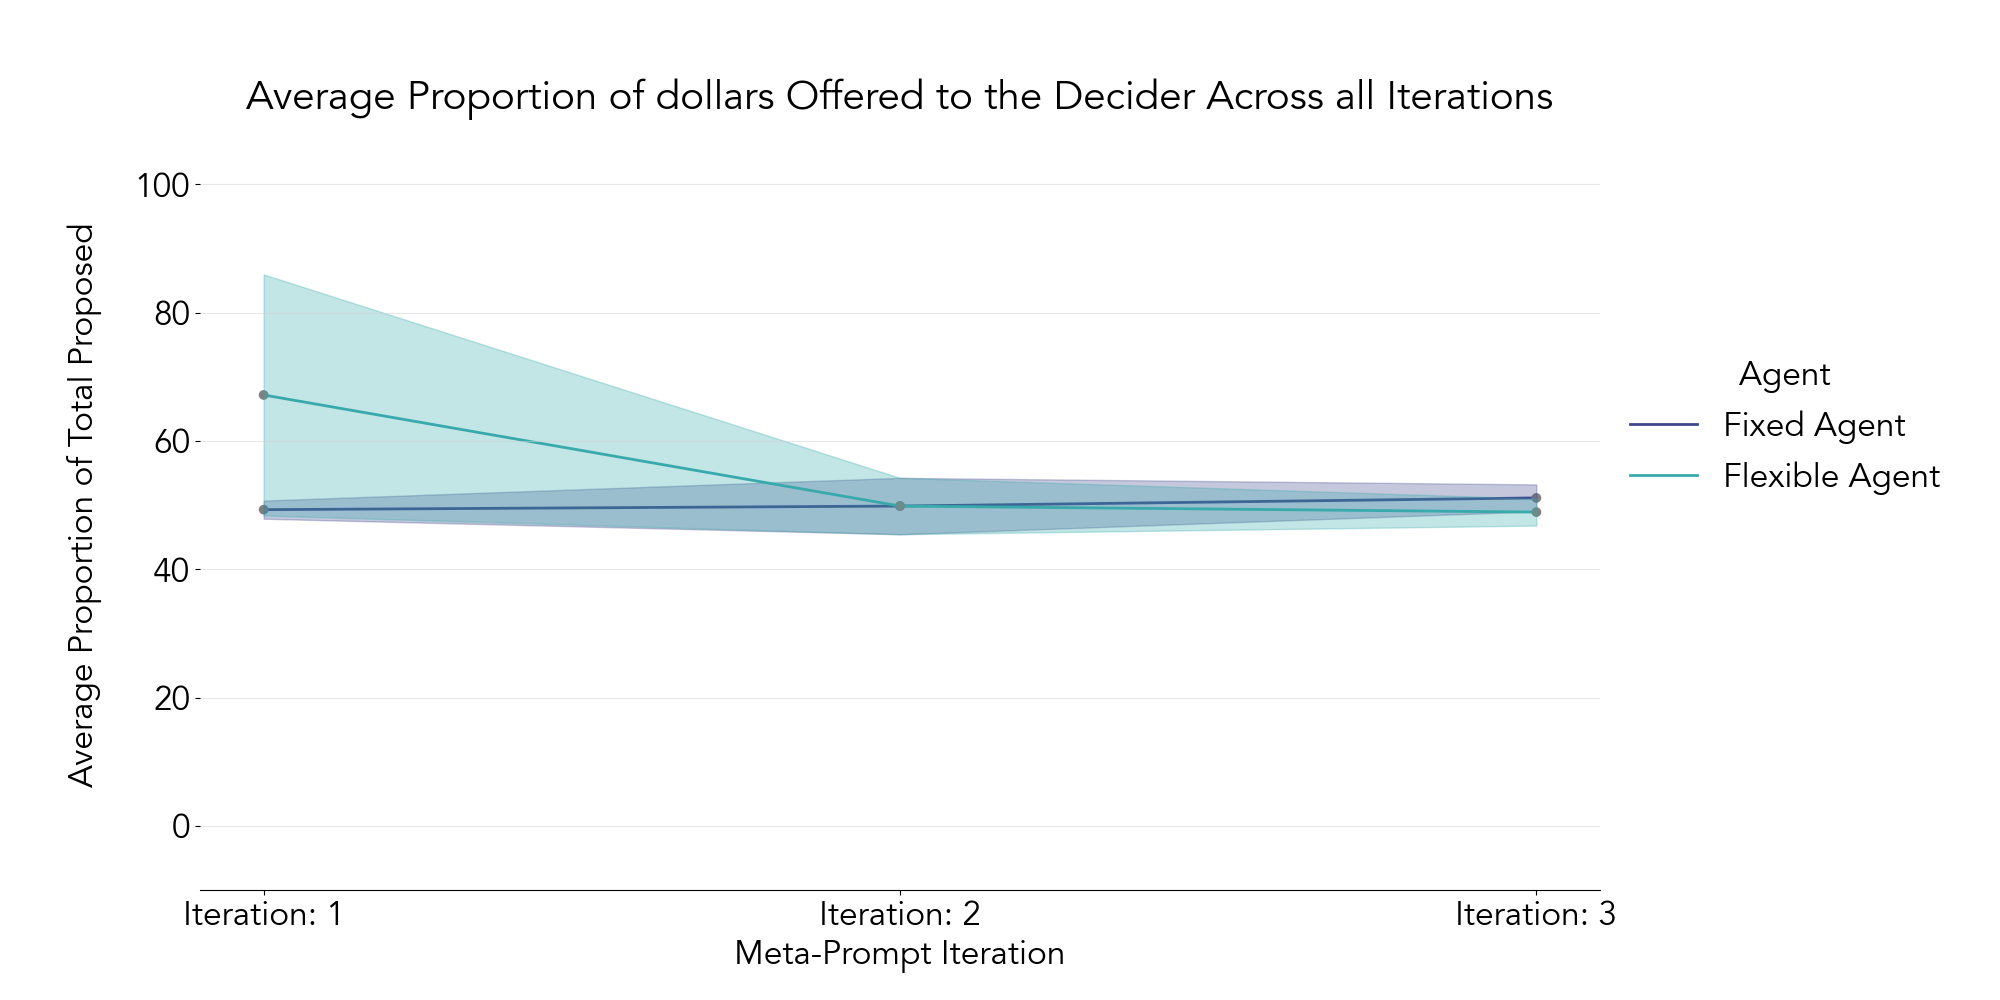 Average Proportion of dollars Offered to the Decider Across all Iterations
Average Proportion of Total Proposed
100
80
60
40
20
0
Iteration: 1
Iteration: 2
Iteration: 3
Meta-Prompt Iteration
Agent
Fixed Agent
Flexible Agent